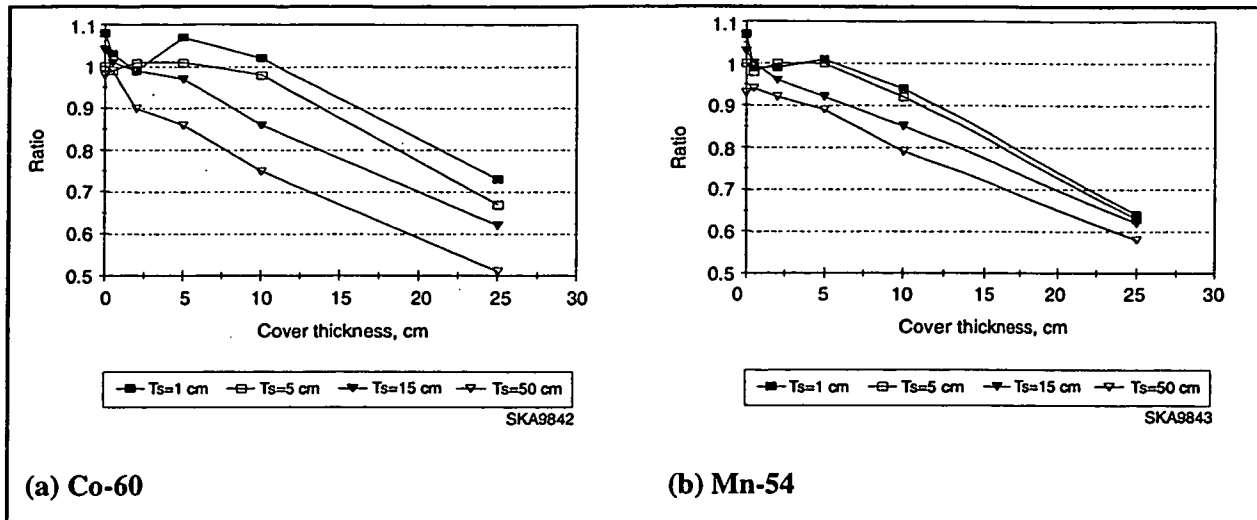 1.1
1
0.9
0.8
0.7
0.6
0.5
Ratio
0 5 10 15 20 25 30
Cover thickness, cm
Ts=1 cm Ts=5 cm Ts=15 cm Ts=50 cm
SKA9842
(a) Co-60
1.1
1
0.9
0.8
0.7
0.6
0.5
Ratio
0 5 10 15 20 25 30
Cover thickness, cm
Ts=1 cm Ts=5 cm Ts=15 cm Ts=50 cm
SKA9843
(b) Mn-54